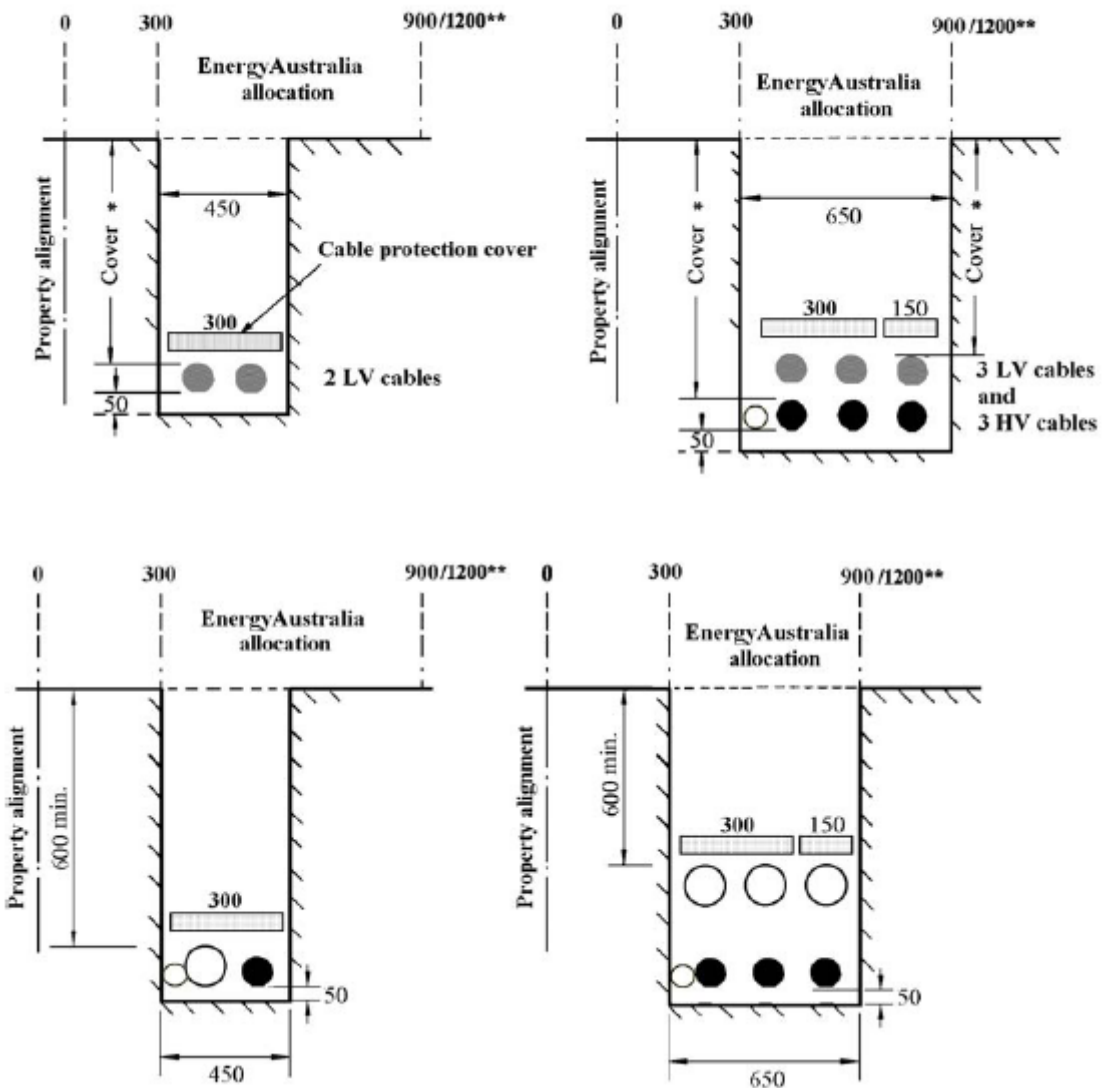 0 300 900/1200**
EnergyAustralia
allocation
Property alignment
Cover *
450
Cable protection cover
300
2 LV cables
50
0 300 900/1200**
EnergyAustralia
allocation
Property alignment
Cover *
650
Cover *
300 150
3 LV cables
and
3 HV cables
50
0 300 900/1200**
EnergyAustralia
allocation
Property alignment
600 min.
300
50
450
0 300 900/1200**
EnergyAustralia
allocation
Property alignment
600 min.
300 150
50
650